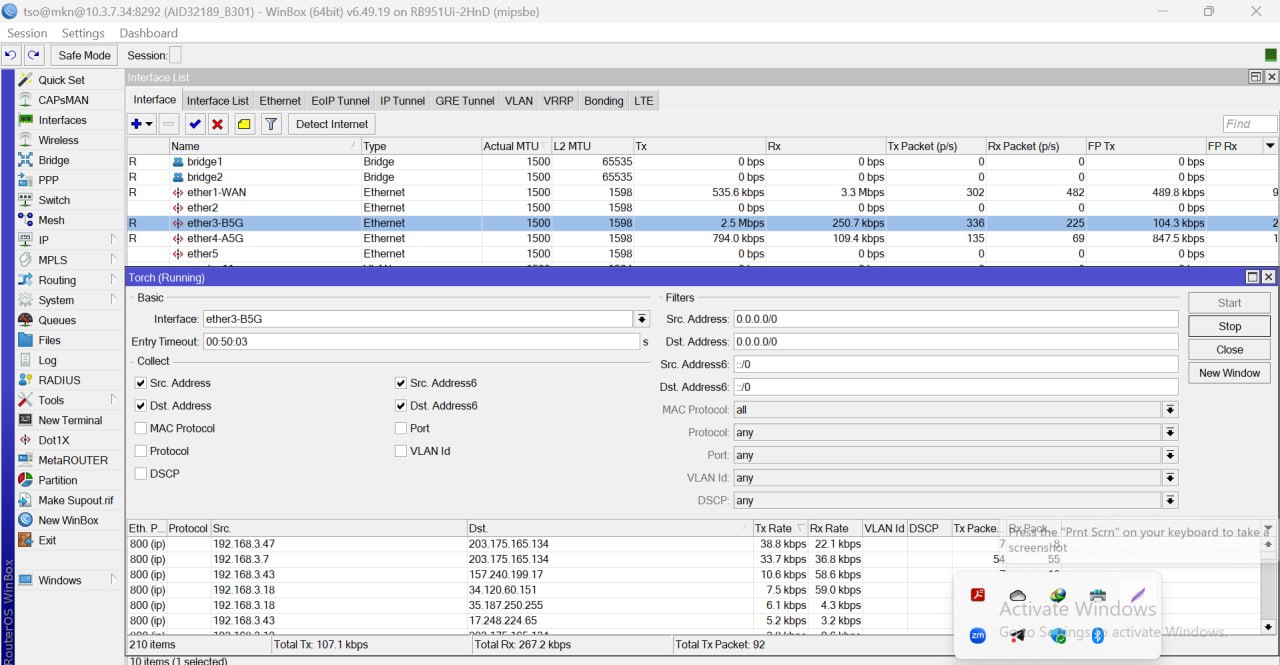 tso@mkn@10.3.7.34:8292 (AID32189_B301) - WinBox (64bit) v6.49.19 on RB951Ui-2HnD (mipsbe)
Session Settings Dashboard
Safe Mode Session:
Quick Set
CAPsMAN
Interfaces
Wireless
Bridge
PPP
Switch
Mesh
IP
MPLS
Routing
System
Queues
Files
Log
RADIUS
Tools
New Terminal
Dot1X
MetaROUTER
Partition
Make Supout.rif
New WinBox
Exit
Windows
RouterOS WinBox
Interface List
Interface Interface List Ethernet EoIP Tunnel IP Tunnel GRE Tunnel VLAN VRRP Bonding LTE
Detect Internet Find
Name Type Actual MTU L2 MTU Tx Rx Tx Packet (p/s) Rx Packet (p/s) FP Tx FP Rx
R bridge1 Bridge 1500 65535 0 bps 0 bps 0 0 0 bps
R bridge2 Bridge 1500 65535 0 bps 0 bps 0 0 0 bps
R ether1-WAN Ethernet 1500 1598 535.6 kbps 3.3 Mbps 302 482 489.8 kbps 9
ether2 Ethernet 1500 1598 0 bps 0 bps 0 0 0 bps
R ether3-B5G Ethernet 1500 1598 2.5 Mbps 250.7 kbps 336 225 104.3 kbps 2
R ether4-A5G Ethernet 1500 1598 794.0 kbps 109.4 kbps 135 69 847.5 kbps 1
ether5 Ethernet 1500 1598 0 bps 0 bps 0 0 0 bps
Torch (Running)
Basic
Interface: ether3-B5G
Entry Timeout: 00:50:03 s
Collect
Src. Address Src. Address6
Dst. Address Dst. Address6
MAC Protocol Port
Protocol VLAN Id
DSCP
Filters
Src. Address: 0.0.0.0/0
Dst. Address: 0.0.0.0/0
Src. Address6: ::/0
Dst. Address6: ::/0
MAC Protocol: all
Protocol: any
Port: any
VLAN Id: any
DSCP: any
Start
Stop
Close
New Window
Eth. P... Protocol Src. Dst. Tx Rate Rx Rate VLAN Id DSCP Tx Packe. Rx Pack
800 (ip) 192.168.3.47 203.175.165.134 38.8 kbps 22.1 kbps 7 8
800 (ip) 192.168.3.7 203.175.165.134 33.7 kbps 36.8 kbps 54 55
800 (ip) 192.168.3.43 157.240.199.17 10.6 kbps 58.6 kbps
800 (ip) 192.168.3.18 34.120.60.151 7.5 kbps 59.0 kbps
800 (ip) 192.168.3.18 35.187.250.255 6.1 kbps 4.3 kbps
800 (ip) 192.168.3.43 17.248.224.65 5.2 kbps 3.2 kbps
210 items Total Tx: 107.1 kbps Total Rx: 267.2 kbps Total Tx Packet: 92
10 items (1 selected)
Press the "Prnt Scrn" on your keyboard to take a
screenshot
Activate Windows
Go to Settings to activate Windows.
zm